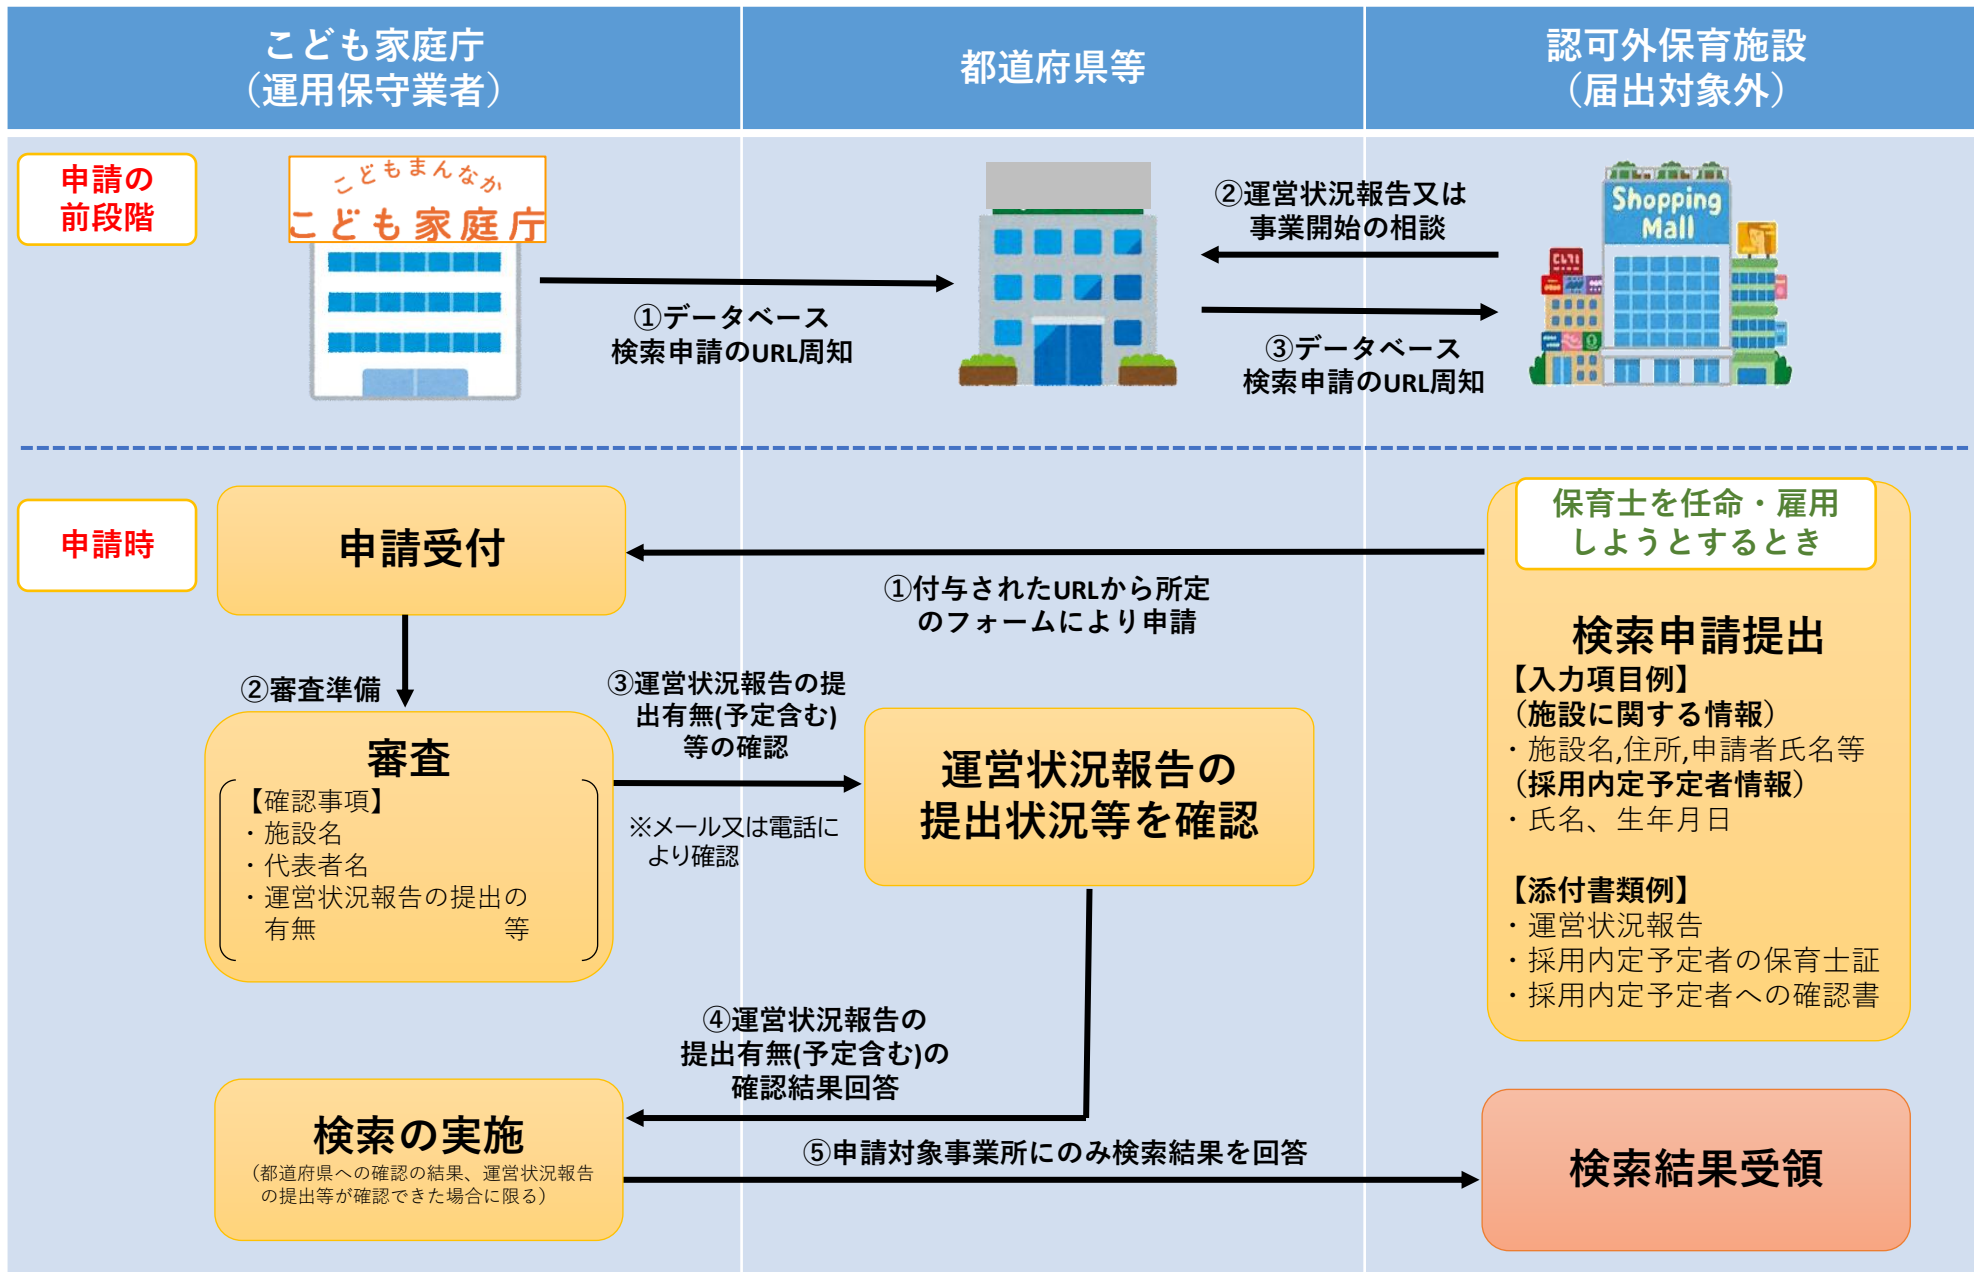 こども家庭庁
（運用保守業者）
都道府県等
認可外保育施設
（届出対象外）
申請の
前段階
こどもまんなか
こども家庭庁
①データベース
検索申請のURL周知
②運営状況報告又は
事業開始の相談
③データベース
検索申請のURL周知
Shopping
Mall
申請時
申請受付
①付与されたURLから所定
のフォームにより申請
保育士を任命・雇用
しようとするとき
検索申請提出
【入力項目例】
（施設に関する情報）
・施設名,住所,申請者氏名等
（採用内定予定者情報）
・氏名、生年月日
【添付書類例】
・運営状況報告
・採用内定予定者の保育士証
・採用内定予定者への確認書
②審査準備
審査
【確認事項】
・施設名
・代表者名
・運営状況報告の提出の
有無　等
③運営状況報告の提
出有無(予定含む)
等の確認
※メール又は電話に
より確認
運営状況報告の
提出状況等を確認
④運営状況報告の
提出有無(予定含む)の
確認結果回答
検索の実施
（都道府県への確認の結果、運営状況報告
の提出等が確認できた場合に限る）
⑤申請対象事業所にのみ検索結果を回答
検索結果受領